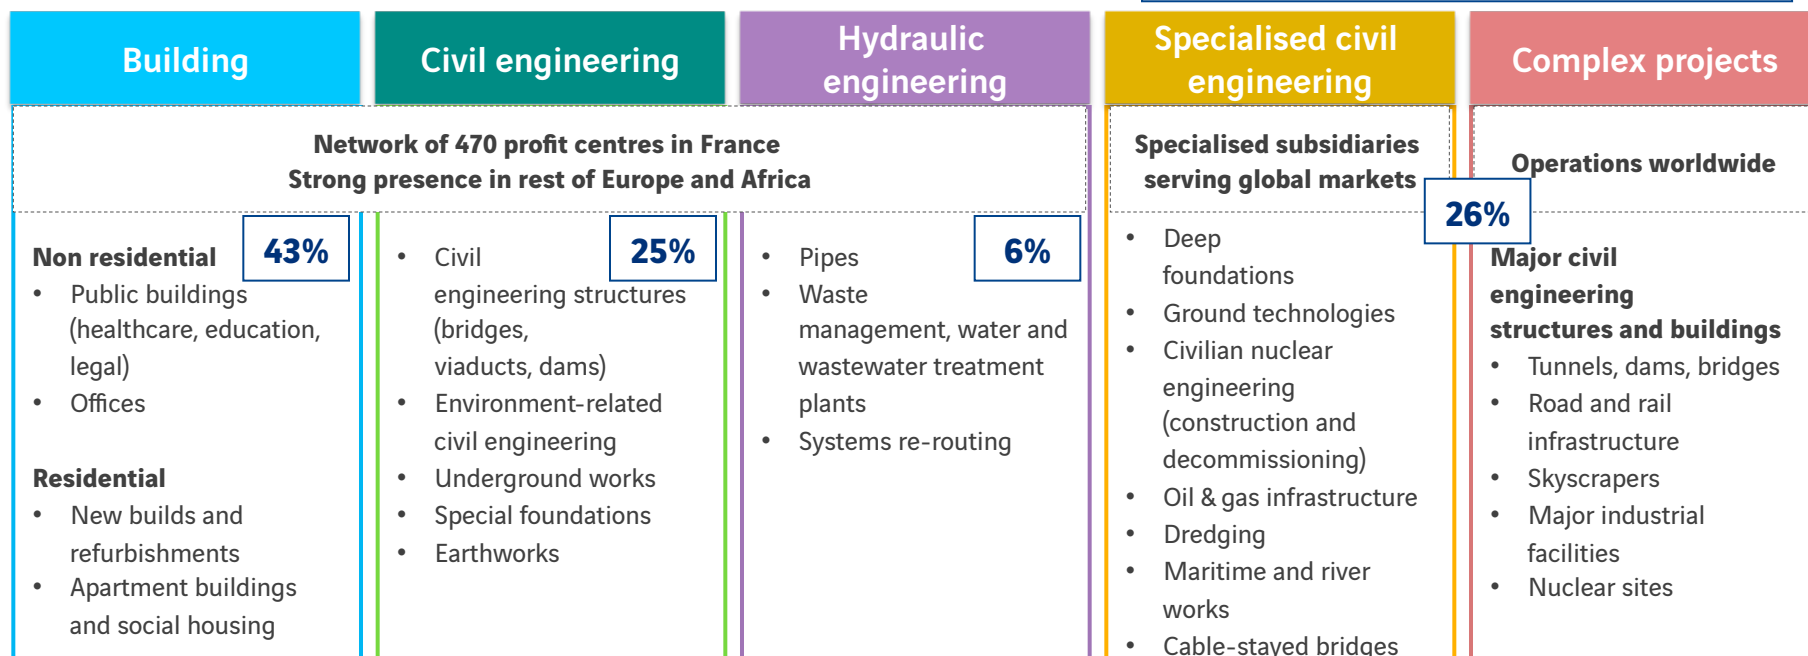 Building
Civil engineering
Hydraulic
engineering
Specialised civil
engineering
Complex projects
Network of 470 profit centres in France
Strong presence in rest of Europe and Africa
Specialised subsidiaries
serving global markets
Operations worldwide
43%
Non residential
• Public buildings
(healthcare, education,
legal)
• Offices
Residential
• New builds and
refurbishments
• Apartment buildings
and social housing
25%
• Civil
engineering structures
(bridges,
viaducts, dams)
• Environment-related
civil engineering
• Underground works
• Special foundations
• Earthworks
6%
• Pipes
• Waste
management, water and
wastewater treatment
plants
• Systems re-routing
26%
• Deep
foundations
• Ground technologies
• Civilian nuclear
engineering
(construction and
decommissioning)
• Oil & gas infrastructure
• Dredging
• Maritime and river
works
• Cable-stayed bridges
Major civil
engineering
structures and buildings
• Tunnels, dams, bridges
• Road and rail
infrastructure
• Skyscrapers
• Major industrial
facilities
• Nuclear sites